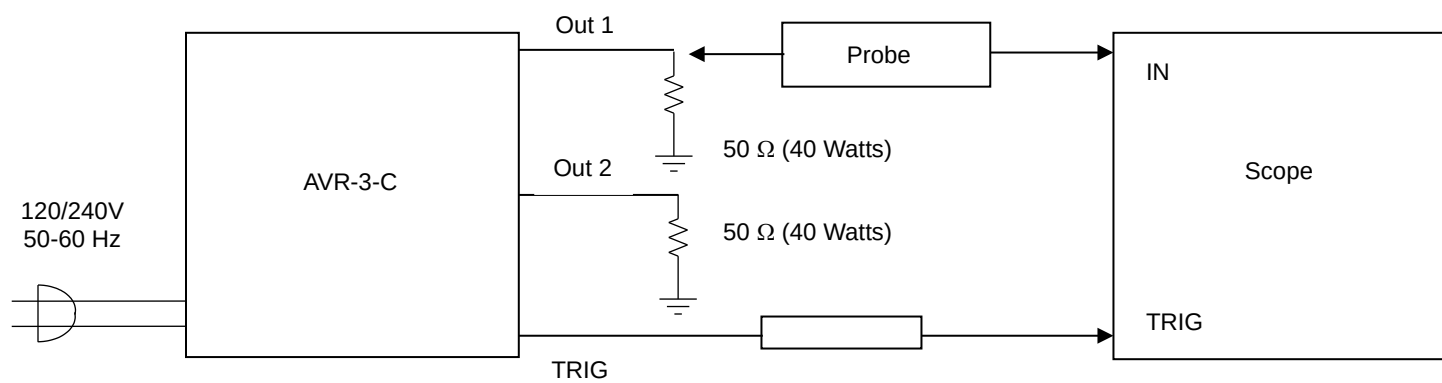 Out 1
Probe
IN
50 Ω (40 Watts)
Out 2
AVR-3-C
Scope
120/240V
50-60 Hz
50 Ω (40 Watts)
TRIG
TRIG